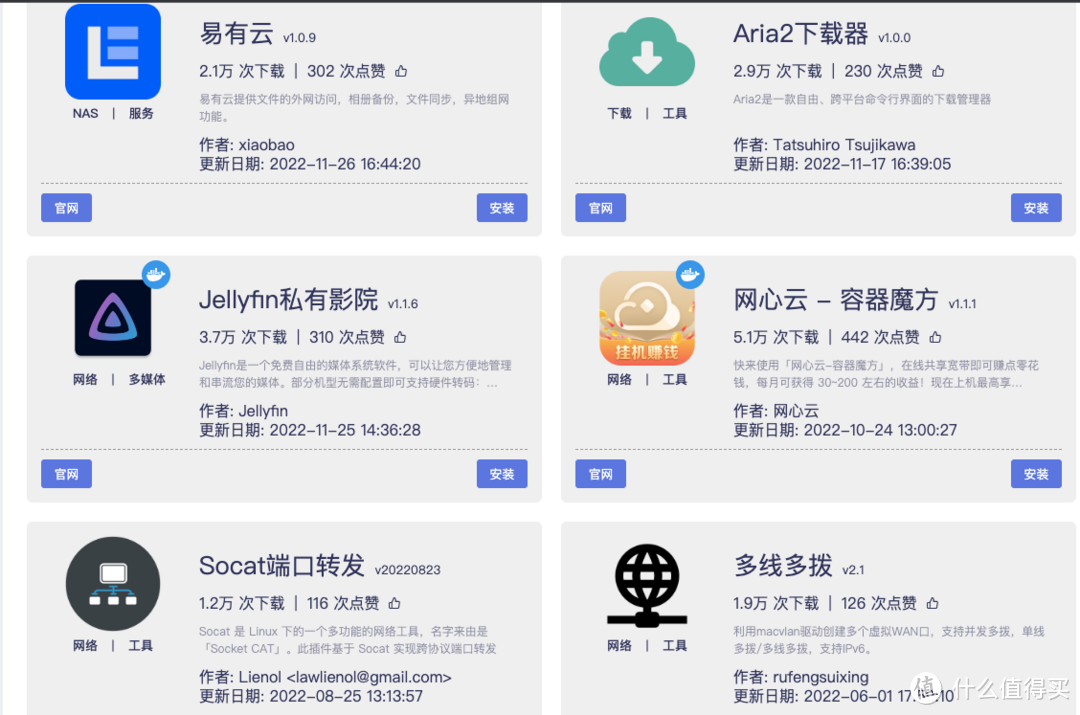 易有云 v1.0.9
2.1万 次下载 | 302 次点赞
易有云提供文件的外网访问，相册备份，文件同步，异地组网
功能。
NAS | 服务
作者: xiaobao
更新日期: 2022-11-26 16:44:20
官网
安装
Aria2下载器 v1.0.0
2.9万 次下载 | 230 次点赞
Aria2是一款自由、跨平台命令行界面的下载管理器
下载 | 工具
作者: Tatsuhiro Tsujikawa
更新日期: 2022-11-17 16:39:05
官网
安装
Jellyfin私有影院 v1.1.6
3.7万 次下载 | 310 次点赞
Jellyfin是一个免费自由的媒体系统软件，可以让您方便地管理
和串流您的媒体。部分机型无需配置即可支持硬件转码：...
网络 | 多媒体
作者: Jellyfin
更新日期: 2022-11-25 14:36:28
官网
安装
挂机赚钱
网心云 - 容器魔方 v1.1.1
5.1万 次下载 | 442 次点赞
快来使用「网心云-容器魔方」，在线共享宽带即可赚点零花
钱，每月可获得 30~200 左右的收益！现在上机最高享...
网络 | 工具
作者: 网心云
更新日期: 2022-10-24 13:00:27
官网
安装
Socat端口转发 v20220823
1.2万 次下载 | 116 次点赞
Socat 是 Linux 下的一个多功能的网络工具，名字来由是
「Socket CAT」。此插件基于 Socat 实现跨协议端口转发
网络 | 工具
作者: Lienol <lawlienol@gmail.com>
更新日期: 2022-08-25 13:13:57
多线多拨 v2.1
1.9万 次下载 | 126 次点赞
利用macvlan驱动创建多个虚拟WAN口，支持并发多拨，单线
多拨/多线多拨，支持IPv6。
网络 | 工具
作者: rufengsuixing
更新日期: 2022-06-01
值 什么值得买